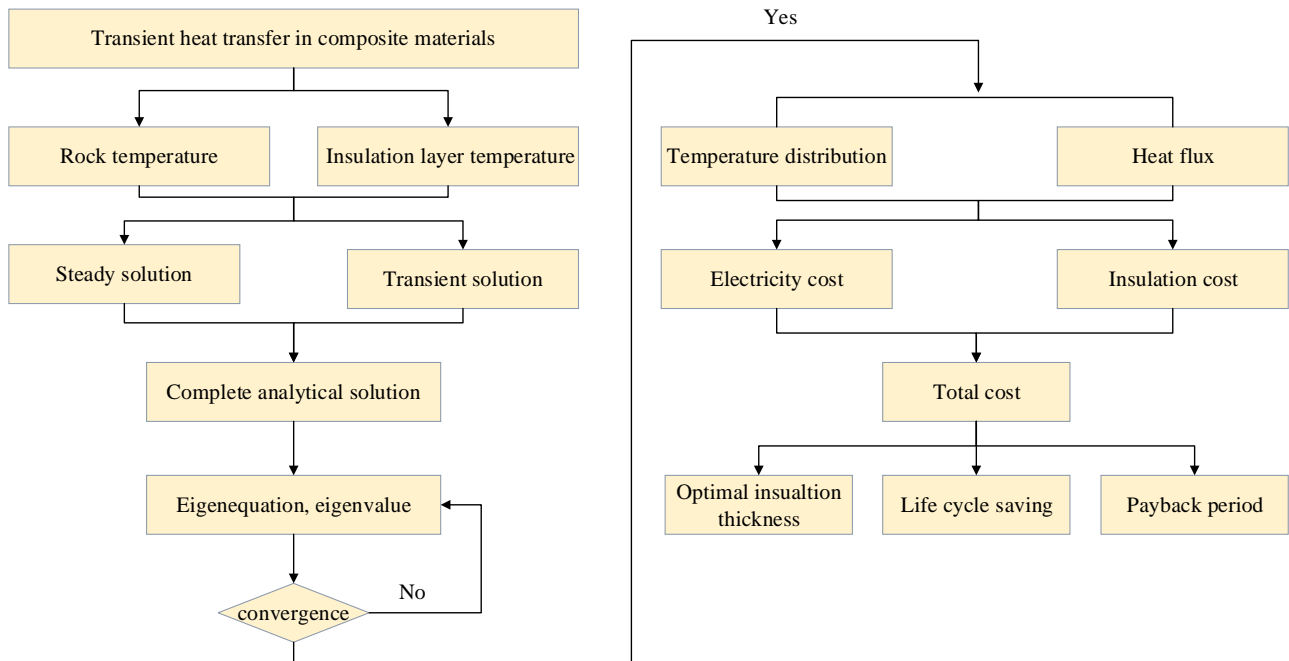 Transient heat transfer in composite materials
Rock temperature
Insulation layer temperature
Steady solution
Transient solution
Complete analytical solution
Eigenequation, eigenvalue
No
convergence
Yes
Temperature distribution
Heat flux
Electricity cost
Insulation cost
Total cost
Optimal insualtion
thickness
Life cycle saving
Payback period